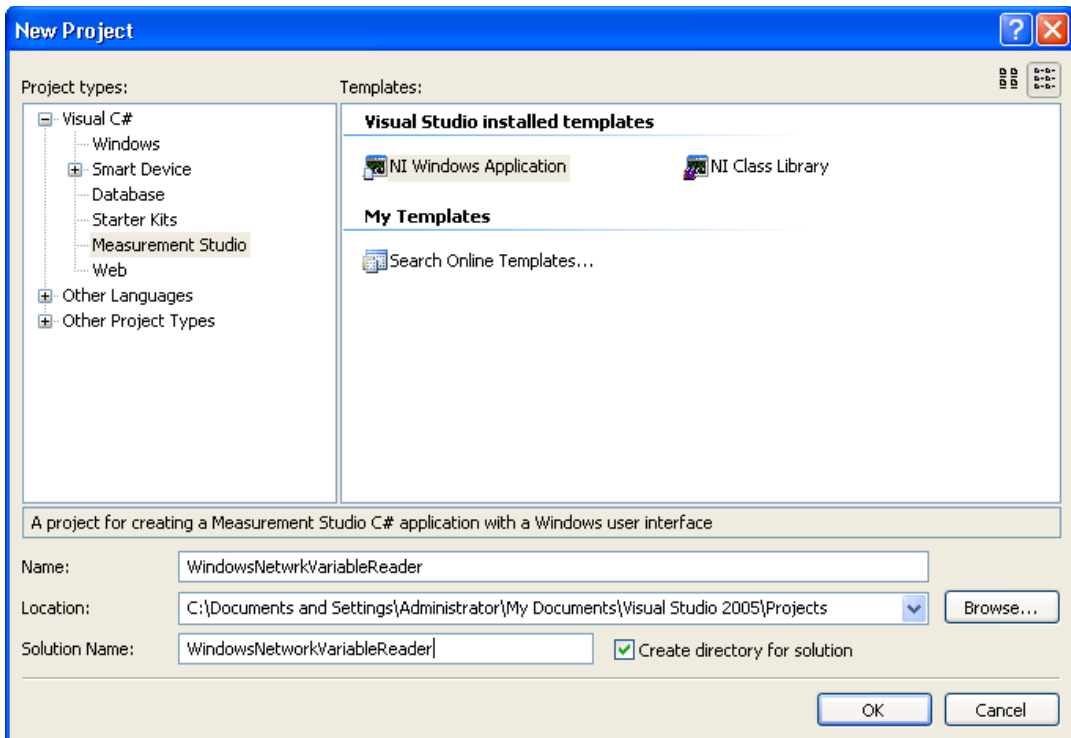 New Project
Project types:
Templates:
Visual C#
Windows
Smart Device
Database
Starter Kits
Measurement Studio
Web
Other Languages
Other Project Types
Visual Studio installed templates
NI Windows Application
NI Class Library
My Templates
Search Online Templates...
A project for creating a Measurement Studio C# application with a Windows user interface
Name:
WindowsNetwrkVariableReader
Location:
C:\Documents and Settings\Administrator\My Documents\Visual Studio 2005\Projects
Browse...
Solution Name:
WindowsNetworkVariableReader
Create directory for solution
OK
Cancel